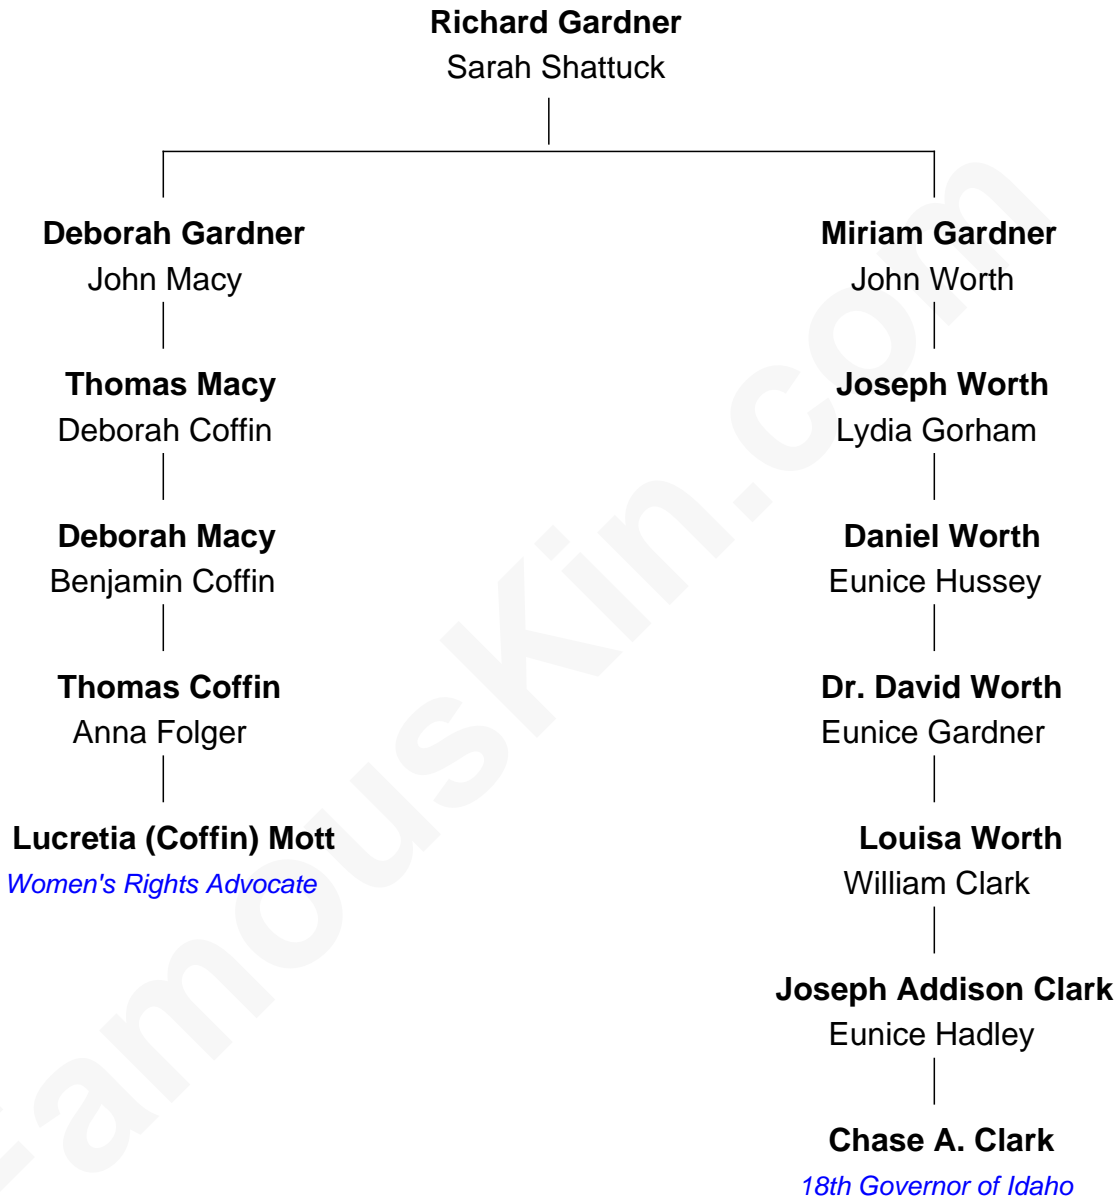 Richard Gardner
Sarah Shattuck
Deborah Gardner
John Macy
Miriam Gardner
John Worth
Thomas Macy
Deborah Coffin
Joseph Worth
Lydia Gorham
Deborah Macy
Benjamin Coffin
Daniel Worth
Eunice Hussey
Thomas Coffin
Anna Folger
Dr. David Worth
Eunice Gardner
Lucretia (Coffin) Mott
Women's Rights Advocate
Louisa Worth
William Clark
Joseph Addison Clark
Eunice Hadley
Chase A. Clark
18th Governor of Idaho
FamousKin.com